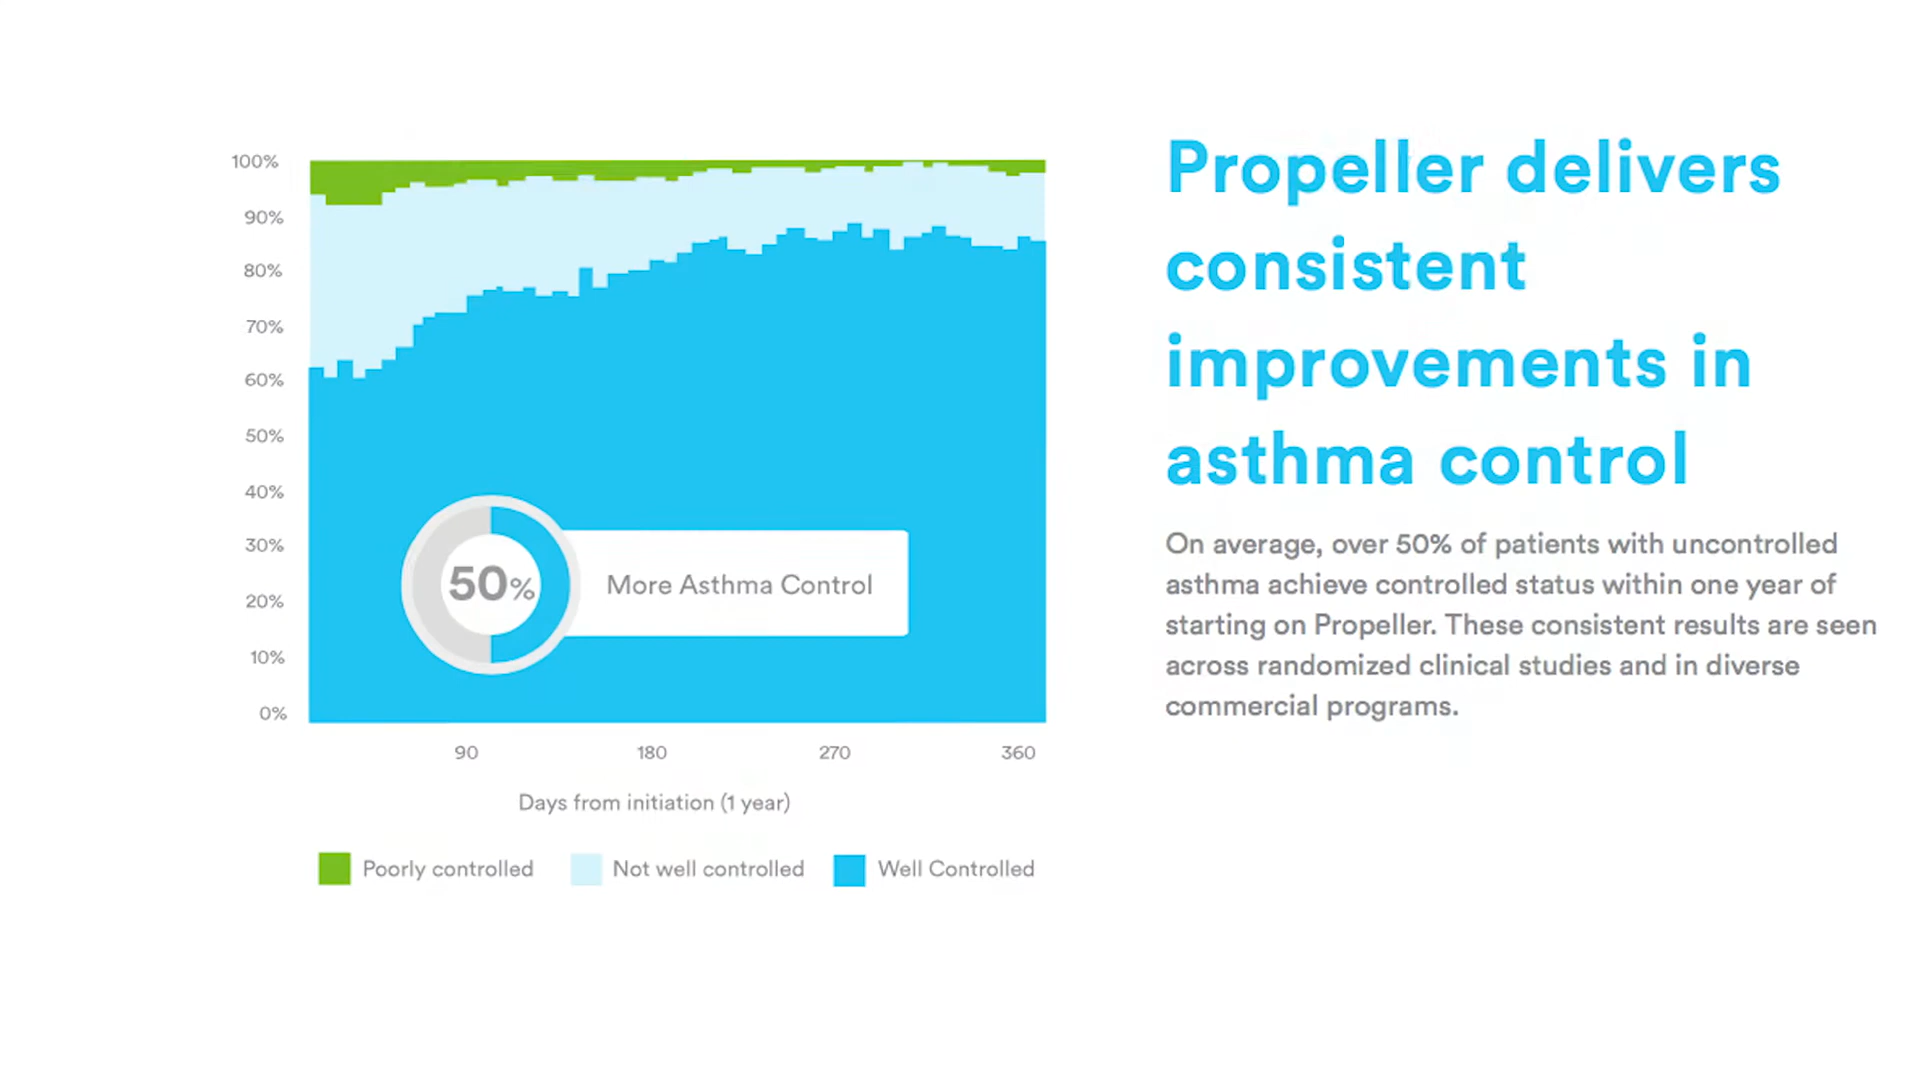 Propeller delivers
consistent
improvements in
asthma control
On average, over 50% of patients with uncontrolled
asthma achieve controlled status within one year of
starting on Propeller. These consistent results are seen
across randomized clinical studies and in diverse
commercial programs.
100%
90%
80%
70%
60%
50%
40%
30%
20%
10%
0%
50%
More Asthma Control
90 180 270 360
Days from initiation (1 year)
Poorly controlled Not well controlled Well Controlled